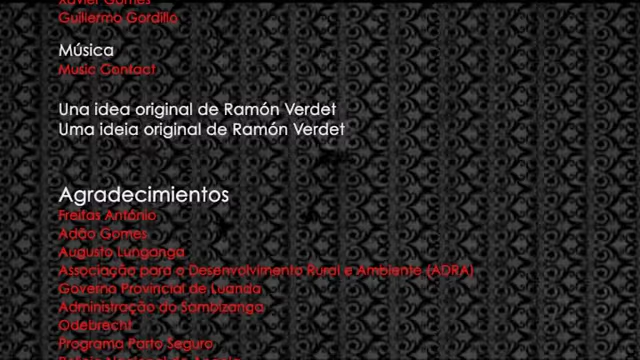 Xavier Gomes
Guillermo Gordillo
Música
Music Contact
Una idea original de Ramón Verdet
Uma ideia original de Ramón Verdet
Agradecimientos
Freitas António
Adão Gomes
Augusto Lunganga
Associação para o Desenvolvimento Rural e Ambiente (ADRA)
Governo Provincial de Luanda
Administração do Sambizanga
Odebrecht
Programa Parto Seguro